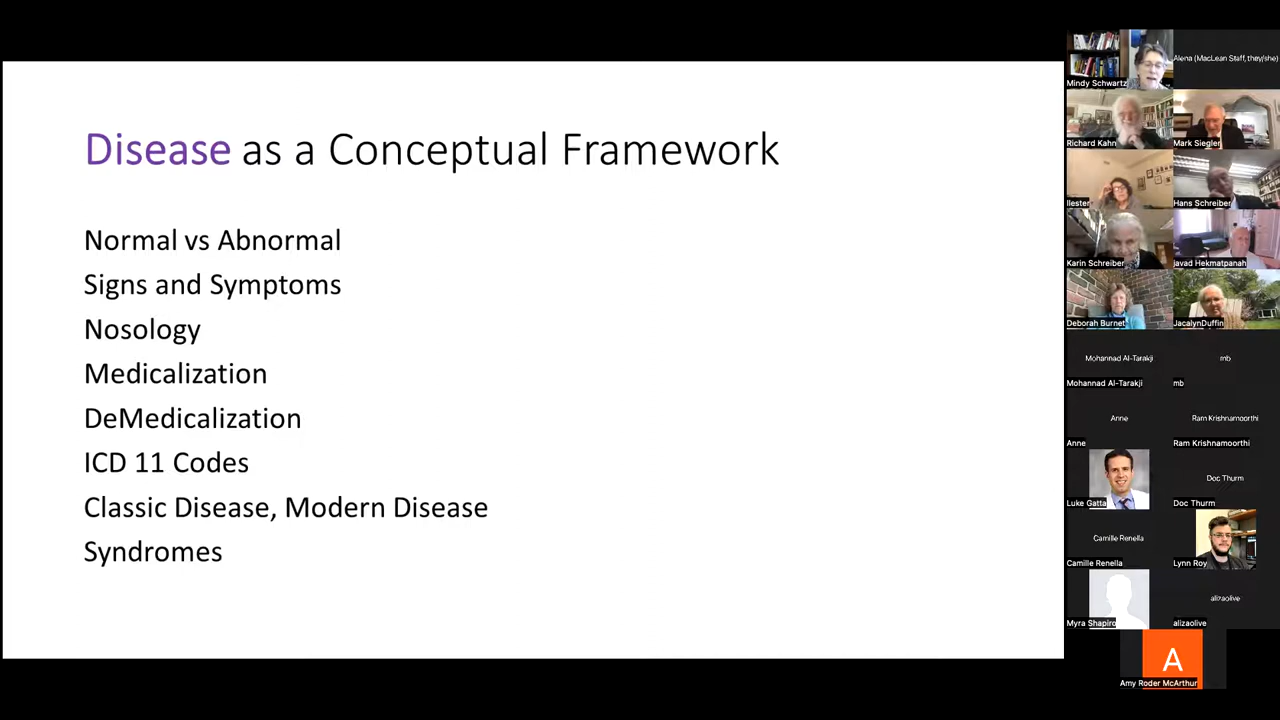 Disease as a Conceptual Framework
Normal vs Abnormal
Signs and Symptoms
Nosology
Medicalization
DeMedicalization
ICD 11 Codes
Classic Disease, Modern Disease
Syndromes
Mindy Schwartz
Alena (MacLean Staff, they/she)
Richard Kahn
Mark Siegler
llester
Hans Schreiber
Karin Schreiber
javad Hekmatpanah
Deborah Burnet
JacalynDuffin
Mohannad Al-Tarakji
mb
Mohannad Al-Tarakji
mb
Anne
Ram Krishnamoorthi
Anne
Ram Krishnamoorthi
Doc Thurm
Luke Gatta
Doc Thurm
Camille Renella
Camille Renella
Lynn Roy
alizaolive
Myra Shapiro
alizaolive
A
Amy Roder McArthur